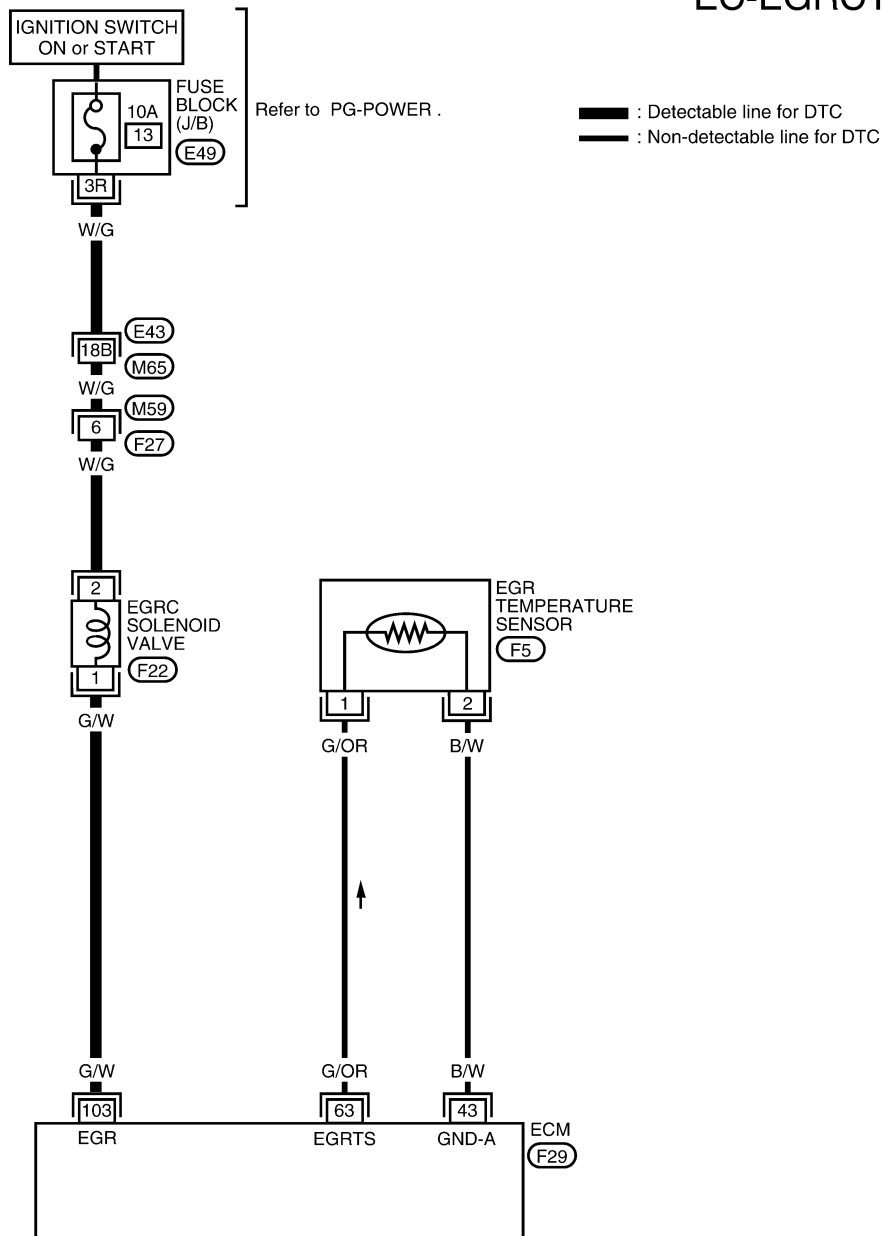 IGNITION SWITCH
ON or START
FUSE
BLOCK
(J/B)
10A
13
E49
3R
Refer to PG-POWER .
: Detectable line for DTC
: Non-detectable line for DTC
W/G
E43
18B
M65
W/G
M59
6
F27
W/G
2
EGRC
SOLENOID
VALVE
1
F22
G/W
EGR
TEMPERATURE
SENSOR
F5
1
2
G/OR
B/W
G/W
G/OR
B/W
103
63
43
EGR
EGRTS
GND-A
ECM
F29